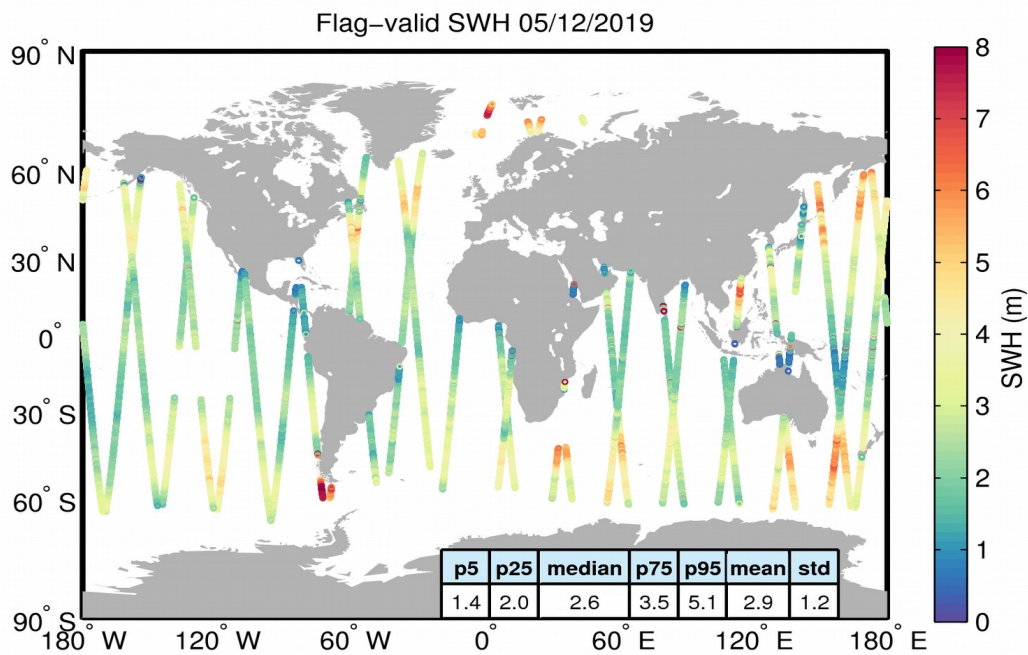 Flag−valid SWH 05/12/2019
90° N
60° N
30° N
0°
30° S
60° S
90° S
180° W
120° W
60° W
0°
60° E
120° E
180° E
p5 p25 median p75 p95 mean std
1.4 2.0 2.6 3.5 5.1 2.9 1.2
8
7
6
5
4
3
2
1
0
SWH (m)